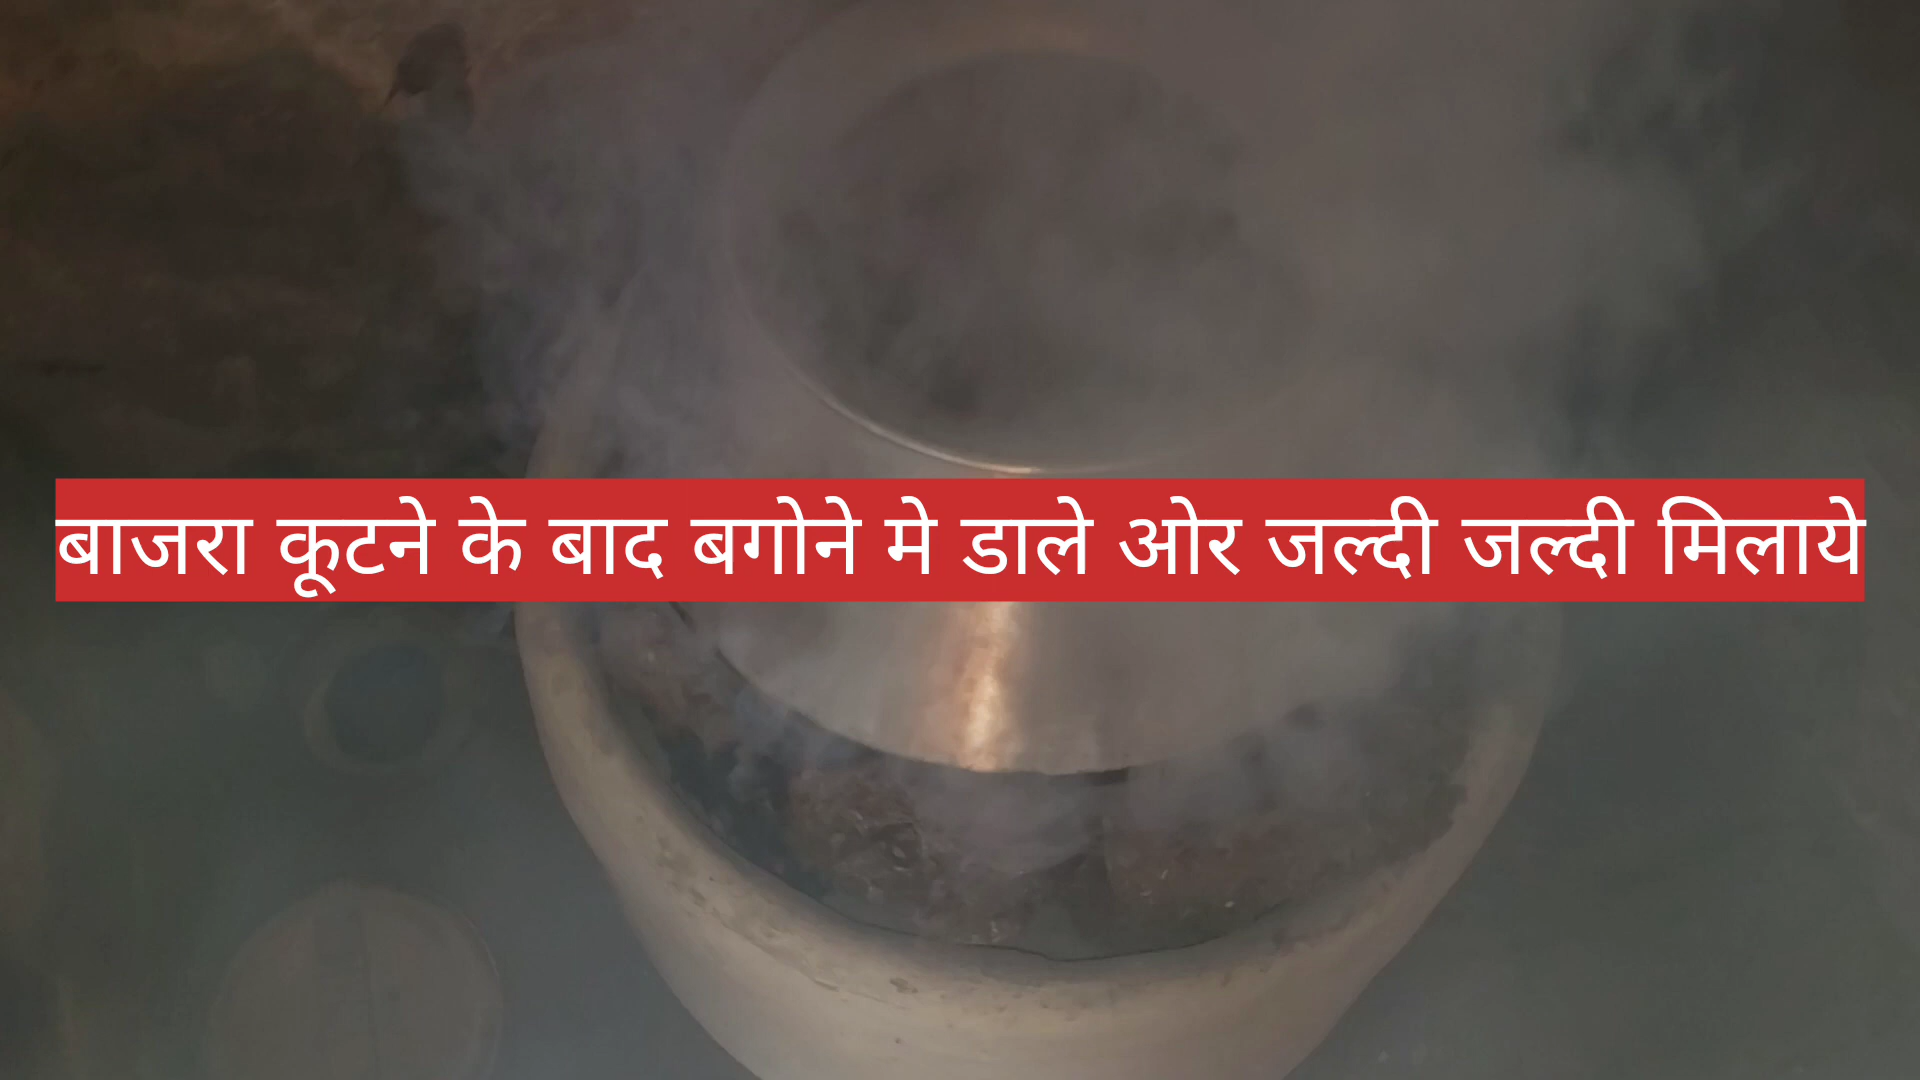 बाजरा कूटने के बाद बगोने मे डाले ओर जल्दी जल्दी मिलाये